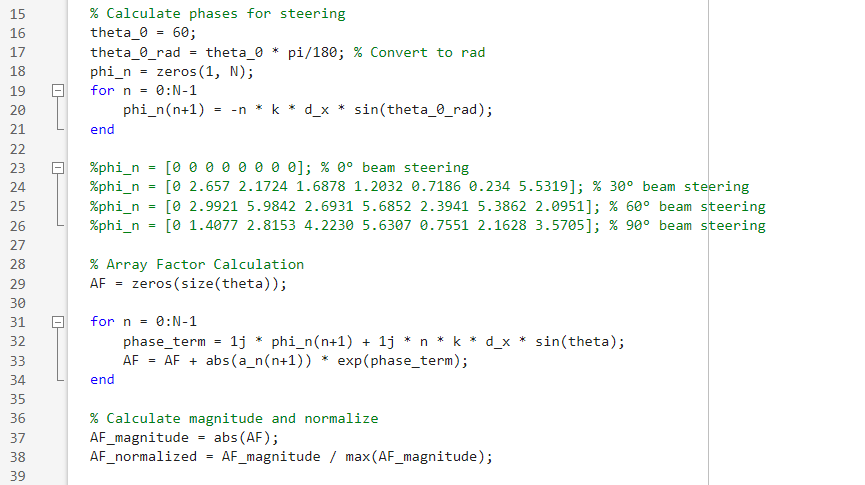 15 % Calculate phases for steering
16 theta_0 = 60;
17 theta_0_rad = theta_0 * pi/180; % Convert to rad
18 phi_n = zeros(1, N);
19 for n = 0:N-1
20 phi_n(n+1) = -n * k * d_x * sin(theta_0_rad);
21 end
22
23 %phi_n = [0 0 0 0 0 0 0 0]; % 0° beam steering
24 %phi_n = [0 2.657 2.1724 1.6878 1.2032 0.7186 0.234 5.5319]; % 30° beam steering
25 %phi_n = [0 2.9921 5.9842 2.6931 5.6852 2.3941 5.3862 2.0951]; % 60° beam steering
26 %phi_n = [0 1.4077 2.8153 4.2230 5.6307 0.7551 2.1628 3.5705]; % 90° beam steering
27
28 % Array Factor Calculation
29 AF = zeros(size(theta));
30
31 for n = 0:N-1
32 phase_term = 1j * phi_n(n+1) + 1j * n * k * d_x * sin(theta);
33 AF = AF + abs(a_n(n+1)) * exp(phase_term);
34 end
35
36 % Calculate magnitude and normalize
37 AF_magnitude = abs(AF);
38 AF_normalized = AF_magnitude / max(AF_magnitude);
39